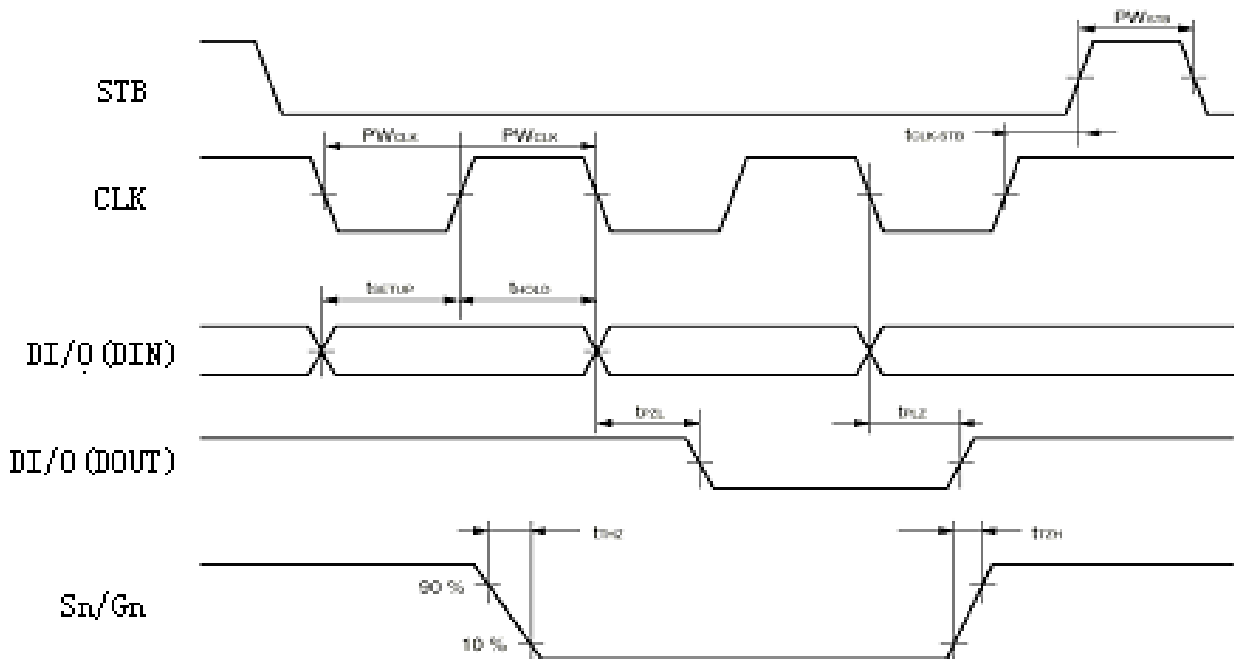 PWSTB
STB
PWCLK PWCLK
tCLK-STB
CLK
tSETUP tHOLD
DI/O(DIN)
tPZL tPLZ
DI/O(DOUT)
tTHZ tTZH
90 %
Sn/Gn
10 %